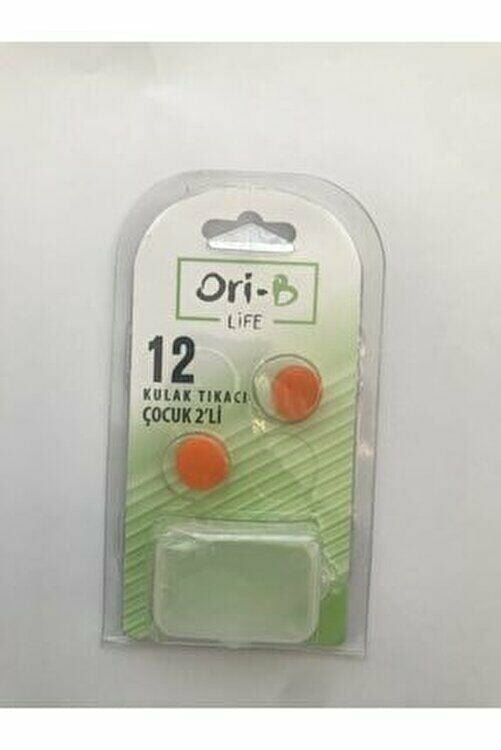 Ori-B
LiFE
12
KULAK TIKACI
ÇOCUK 2'Lİ